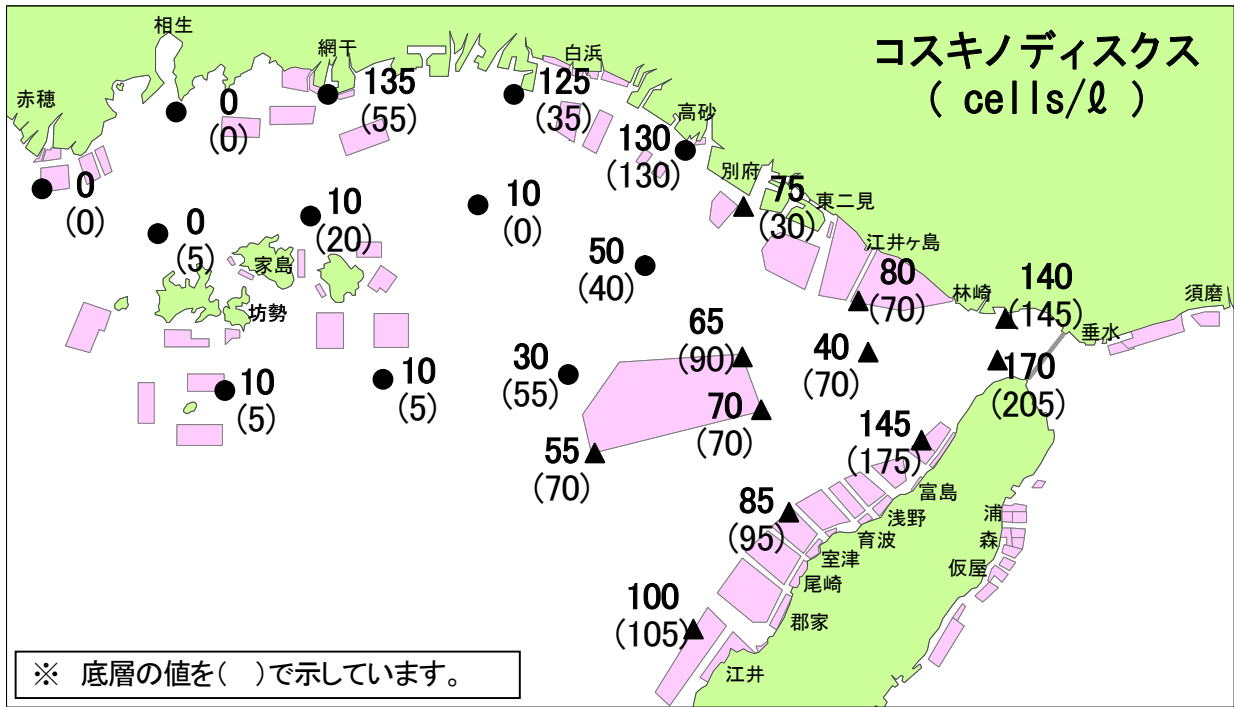 コスキノディスクス
( cells/ℓ )
相生
網干
白浜
赤穂
高砂
別府
東二見
江井ヶ島
林崎
垂水
須磨
家島
坊勢
富島
浅野
育波
室津
尾崎
郡家
江井
浦
森
仮屋
0
(0)
135
(55)
125
(35)
130
(130)
0
(0)
0
(5)
10
(20)
10
(0)
75
(30)
50
(40)
80
(70)
140
(145)
65
(90)
40
(70)
170
(205)
30
(55)
10
(5)
10
(5)
70
(70)
55
(70)
145
(175)
85
(95)
100
(105)
※ 底層の値を( )で示しています。